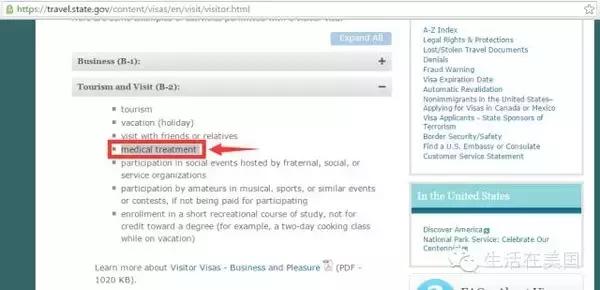 https://travel.state.gov/content/visas/en/visit/visitor.html
Expand All
Business (B-1):
Tourism and Visit (B-2):
tourism
vacation (holiday)
visit with friends or relatives
medical treatment
participation in social events hosted by fraternal, social, or
service organizations
participation by amateurs in musical, sports, or similar events
or contests, if not being paid for participating
enrollment in a short recreational course of study, not for
credit toward a degree (for example, a two-day cooking class
while on vacation)
Learn more about Visitor Visas - Business and Pleasure (PDF -
1020 KB).
A-Z Index
Legal Rights & Protections
Lost/Stolen Travel Documents
Denials
Fraud Warning
Visa Expiration Date
Automatic Revalidation
Nonimmigrants in the United States–
Applying for Visas in Canada or Mexico
Visa Applicants - State Sponsors of
Terrorism
Border Security/Safety
Find a U.S. Embassy or Consulate
Customer Service Statement
In the United States
Discover America
National Park Service: Celebrate Our
Centennial
生活在美国